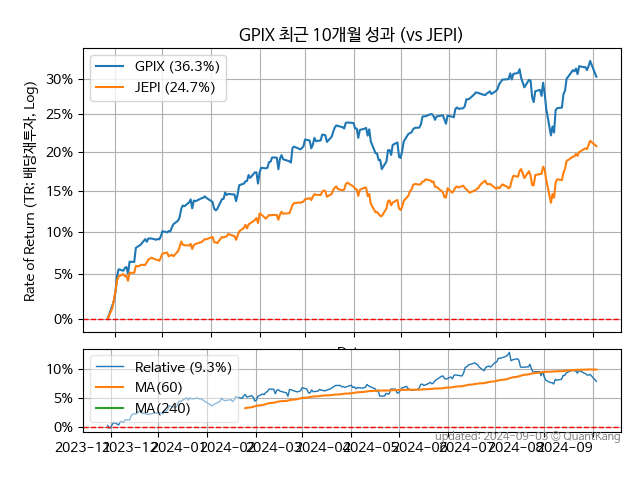 GPIX 최근 10개월 성과 (vs JEPI)
Rate of Return (TR: 배당재투자, Log)
30%
25%
20%
15%
10%
5%
0%
GPIX (36.3%)
JEPI (24.7%)
10%
5%
0%
Relative (9.3%)
MA(60)
MA(240)
2023-11
2023-12
2024-01
2024-02
2024-03
2024-04
2024-05
2024-06
2024-07
2024-08
2024-09
updated: 2024-09-03 © QuantKang